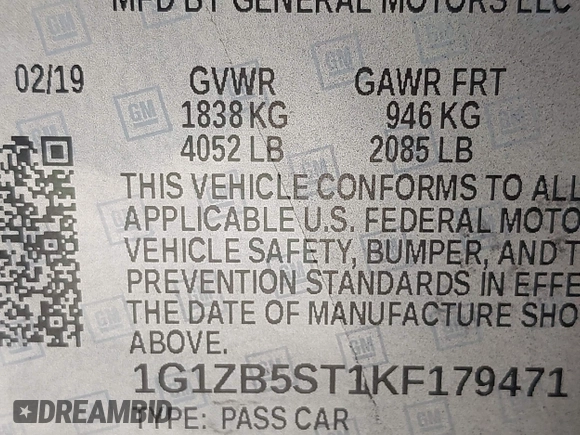 MFD BY GENERAL MOTORS LLC
02/19 GVWR GAWR FRT
1838 KG 946 KG
4052 LB 2085 LB
THIS VEHICLE CONFORMS TO ALL
APPLICABLE U.S. FEDERAL MOTO
VEHICLE SAFETY, BUMPER, AND T
PREVENTION STANDARDS IN EFFE
THE DATE OF MANUFACTURE SHO
ABOVE.
1G1ZB5ST1KF179471
TYPE: PASS CAR
DREAMBID
GM